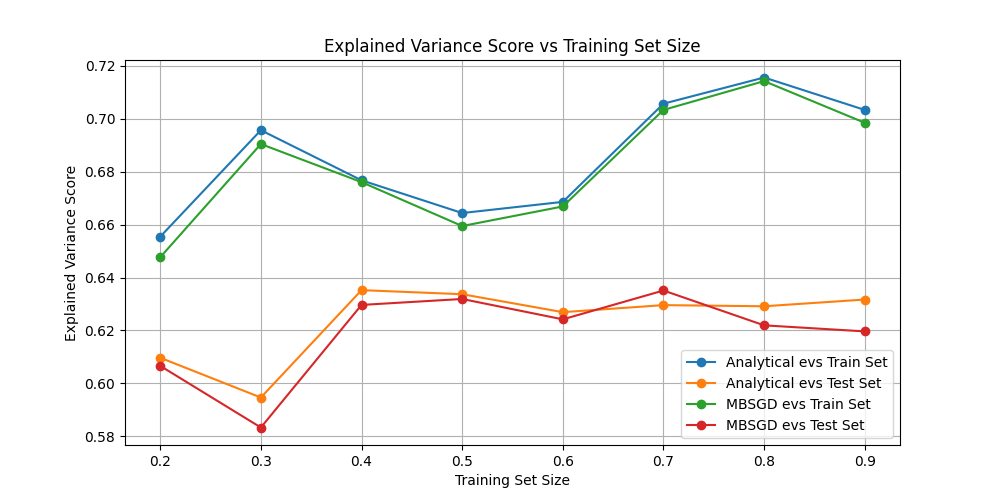 Explained Variance Score vs Training Set Size
Explained Variance Score
0.72
0.70
0.68
0.66
0.64
0.62
0.60
0.58
0.2 0.3 0.4 0.5 0.6 0.7 0.8 0.9
Training Set Size
Analytical evs Train Set
Analytical evs Test Set
MBSGD evs Train Set
MBSGD evs Test Set